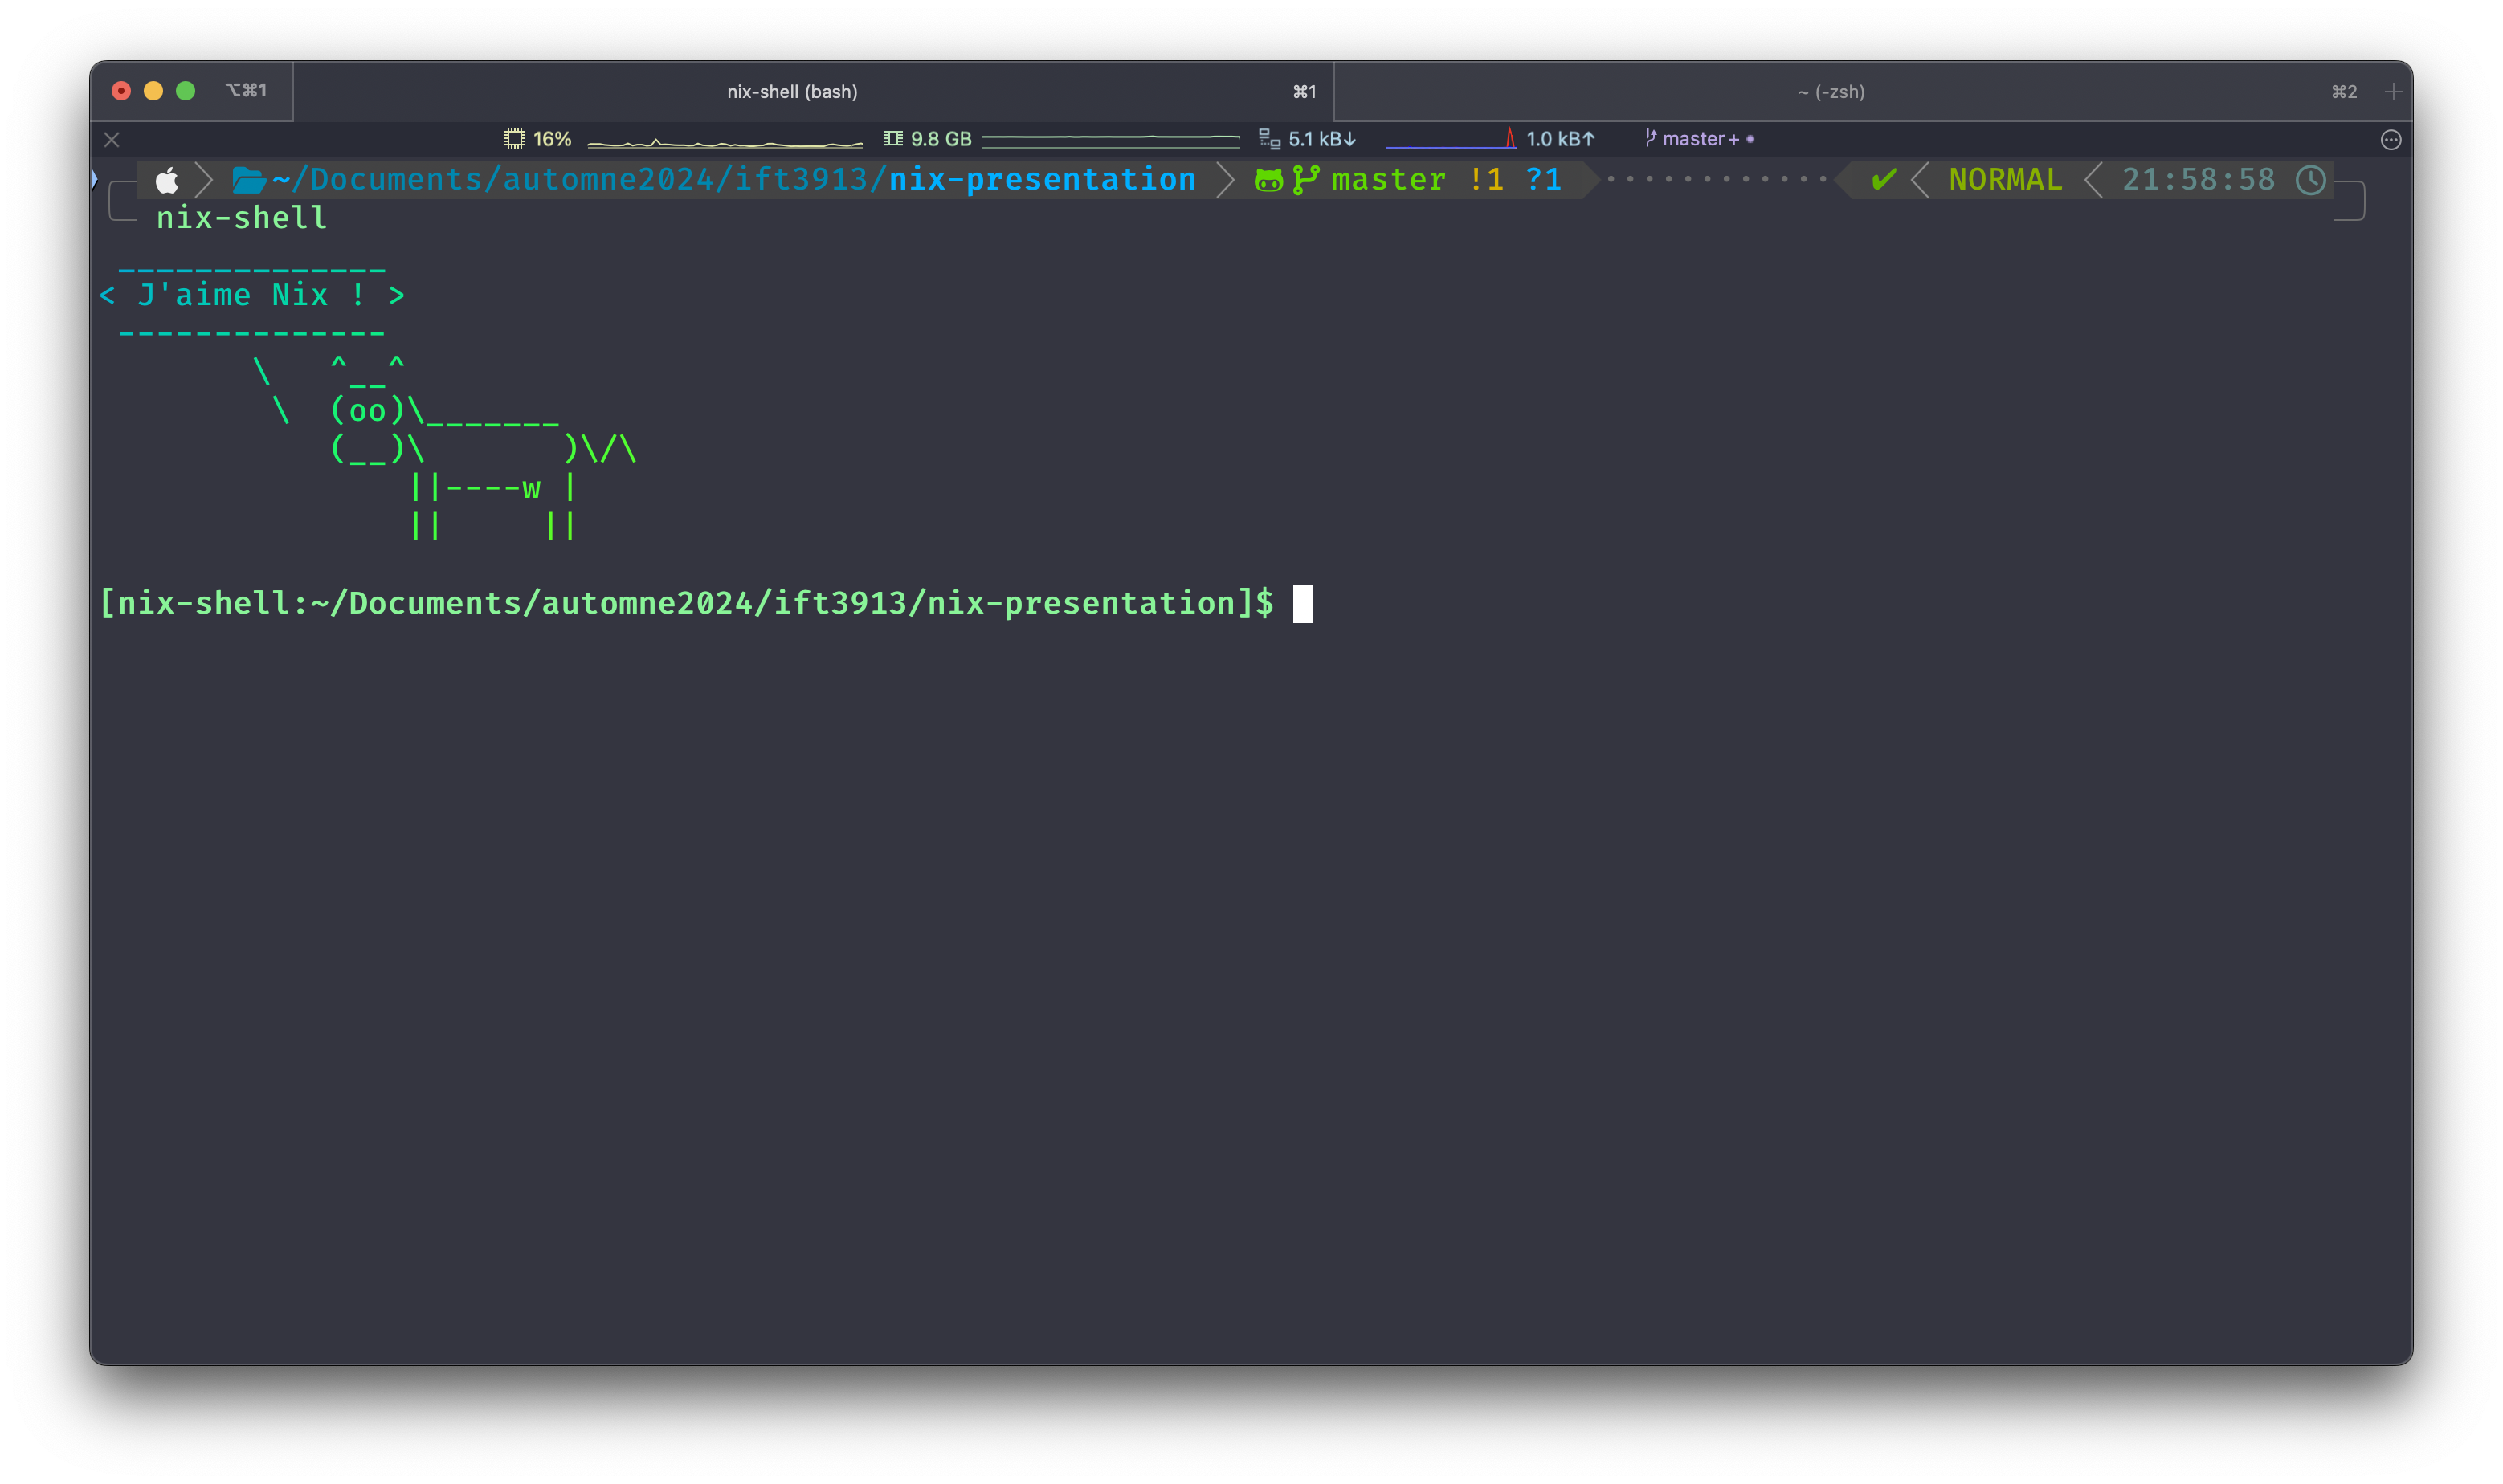 ⌥⌘1 nix-shell (bash) ⌘1 ~ (-zsh) ⌘2
16% 9.8 GB 5.1 kB↓ 1.0 kB↑ master+ •
~/Documents/automne2024/ift3913/nix-presentation master !1 ?1 ············ ✔ NORMAL 21:58:58
nix-shell
 ______________
< J'aime Nix ! >
 --------------
        \   ^__^
         \  (oo)\_______
            (__)\       )\/\
                ||----w |
                ||     ||
[nix-shell:~/Documents/automne2024/ift3913/nix-presentation]$